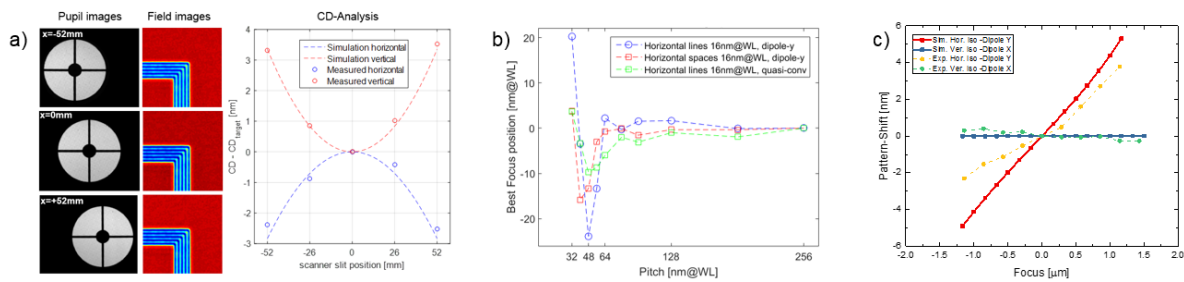 a)
Pupil images
Field images
x=-52mm
x=0mm
x=+52mm
CD-Analysis
Simulation horizontal
Simulation vertical
Measured horizontal
Measured vertical
CD - CDtarget [nm]
4
3
2
1
0
-1
-2
-3
-52
-26
0
26
52
scanner slit position [mm]
b)
Horizontal lines 16nm@WL, dipole-y
Horizontal spaces 16nm@WL, dipole-y
Horizontal lines 16nm@WL, quasi-conv
Best Focus position [nm@WL]
20
10
0
-10
-20
32
48
64
128
256
Pitch [nm@WL]
c)
Sim. Hor. Iso -Dipole Y
Sim. Ver. Iso -Dipole X
Exp. Hor. Iso -Dipole Y
Exp. Ver. Iso -Dipole X
Pattern-Shift [nm]
6
4
2
0
-2
-4
-6
-2.0
-1.5
-1.0
-0.5
0.0
0.5
1.0
1.5
2.0
Focus [μm]